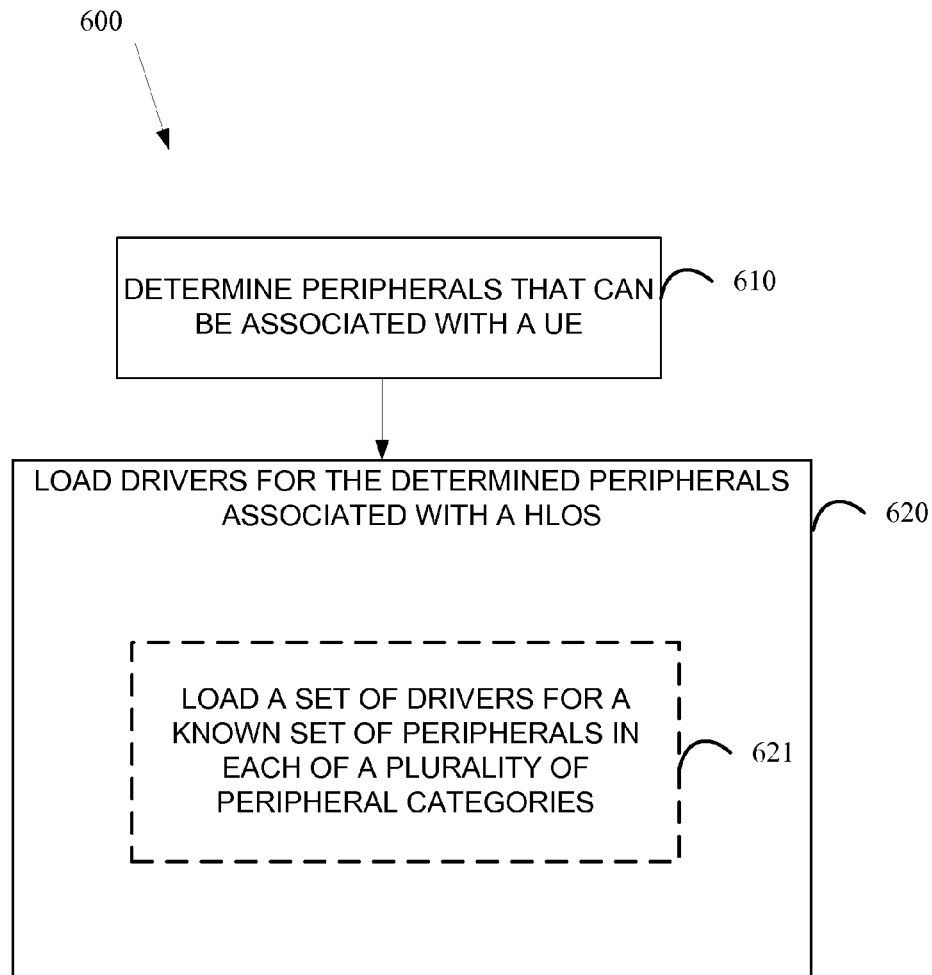 600
DETERMINE PERIPHERALS THAT CAN
BE ASSOCIATED WITH A UE
610
LOAD DRIVERS FOR THE DETERMINED PERIPHERALS
ASSOCIATED WITH A HLOS
620
LOAD A SET OF DRIVERS FOR A
KNOWN SET OF PERIPHERALS IN
EACH OF A PLURALITY OF
PERIPHERAL CATEGORIES
621